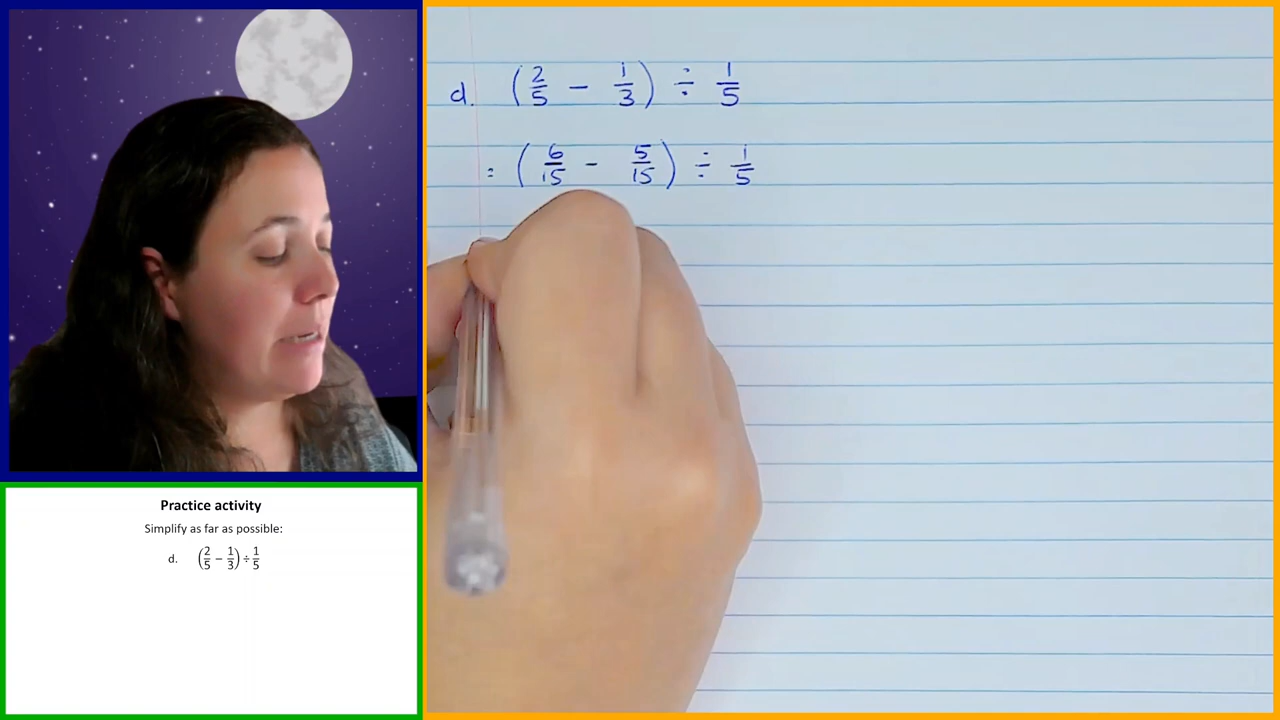 d. (2/5 − 1/3) ÷ 1/5
= (6/15 − 5/15) ÷ 1/5
Practice activity
Simplify as far as possible:
d. (2/5 − 1/3) ÷ 1/5